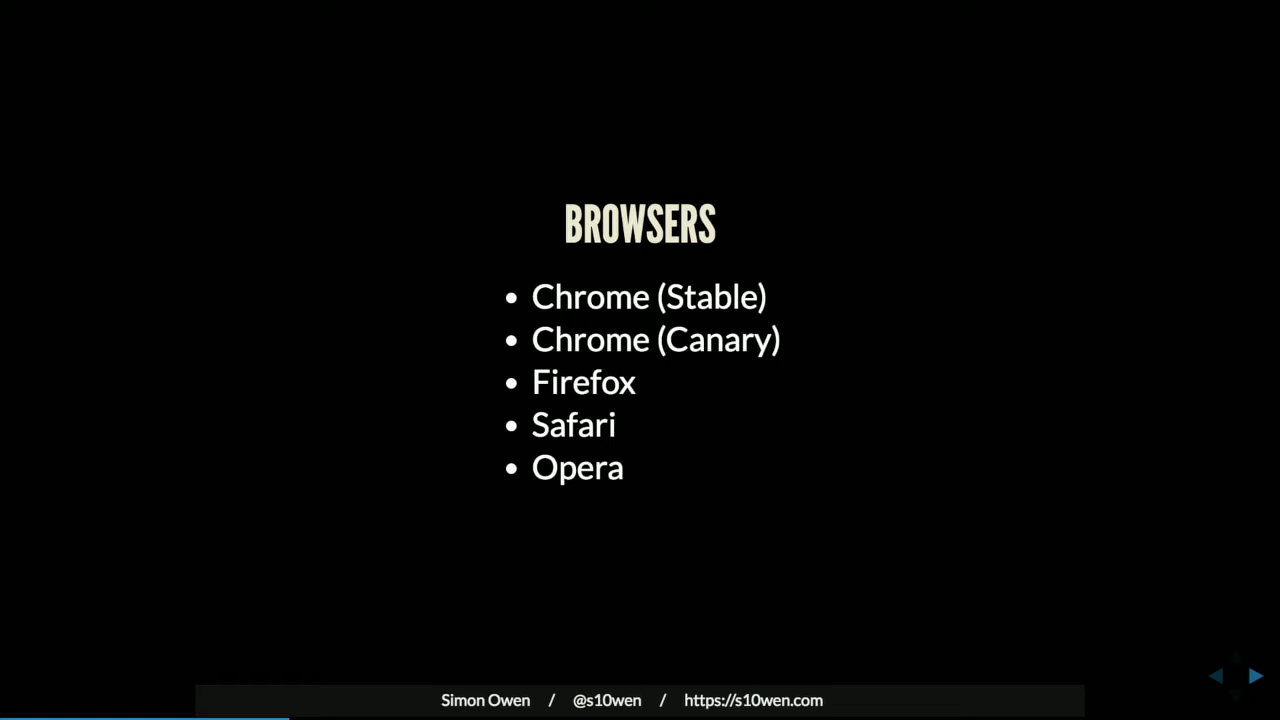 BROWSERS
• Chrome (Stable)
• Chrome (Canary)
• Firefox
• Safari
• Opera
Simon Owen / @s10wen / https://s10wen.com